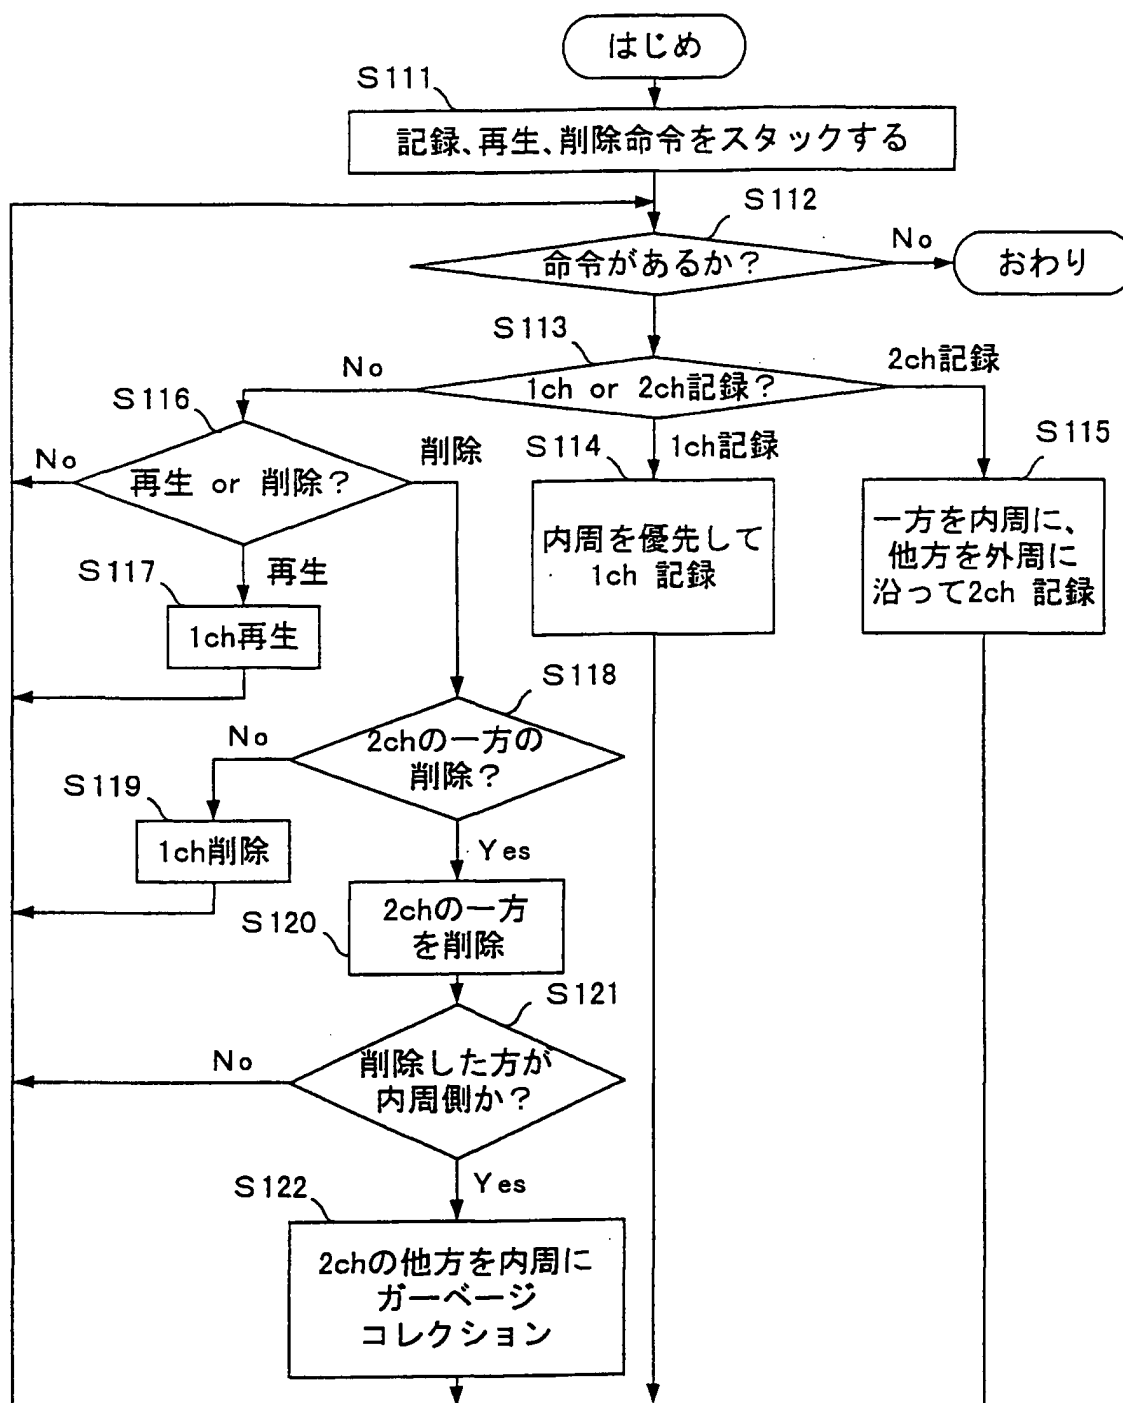 はじめ
S111
記録、再生、削除命令をスタックする
S112
命令があるか?
No
おわり
S113
1ch or 2ch記録?
No
2ch記録
S116
再生 or 削除?
No
削除
S114
1ch記録
内周を優先して
1ch 記録
S115
一方を内周に、
他方を外周に
沿って2ch 記録
再生
S117
1ch再生
S118
2chの一方の
削除?
No
S119
1ch削除
Yes
S120
2chの一方
を削除
S121
削除した方が
内周側か?
No
Yes
S122
2chの他方を内周に
ガーベージ
コレクション